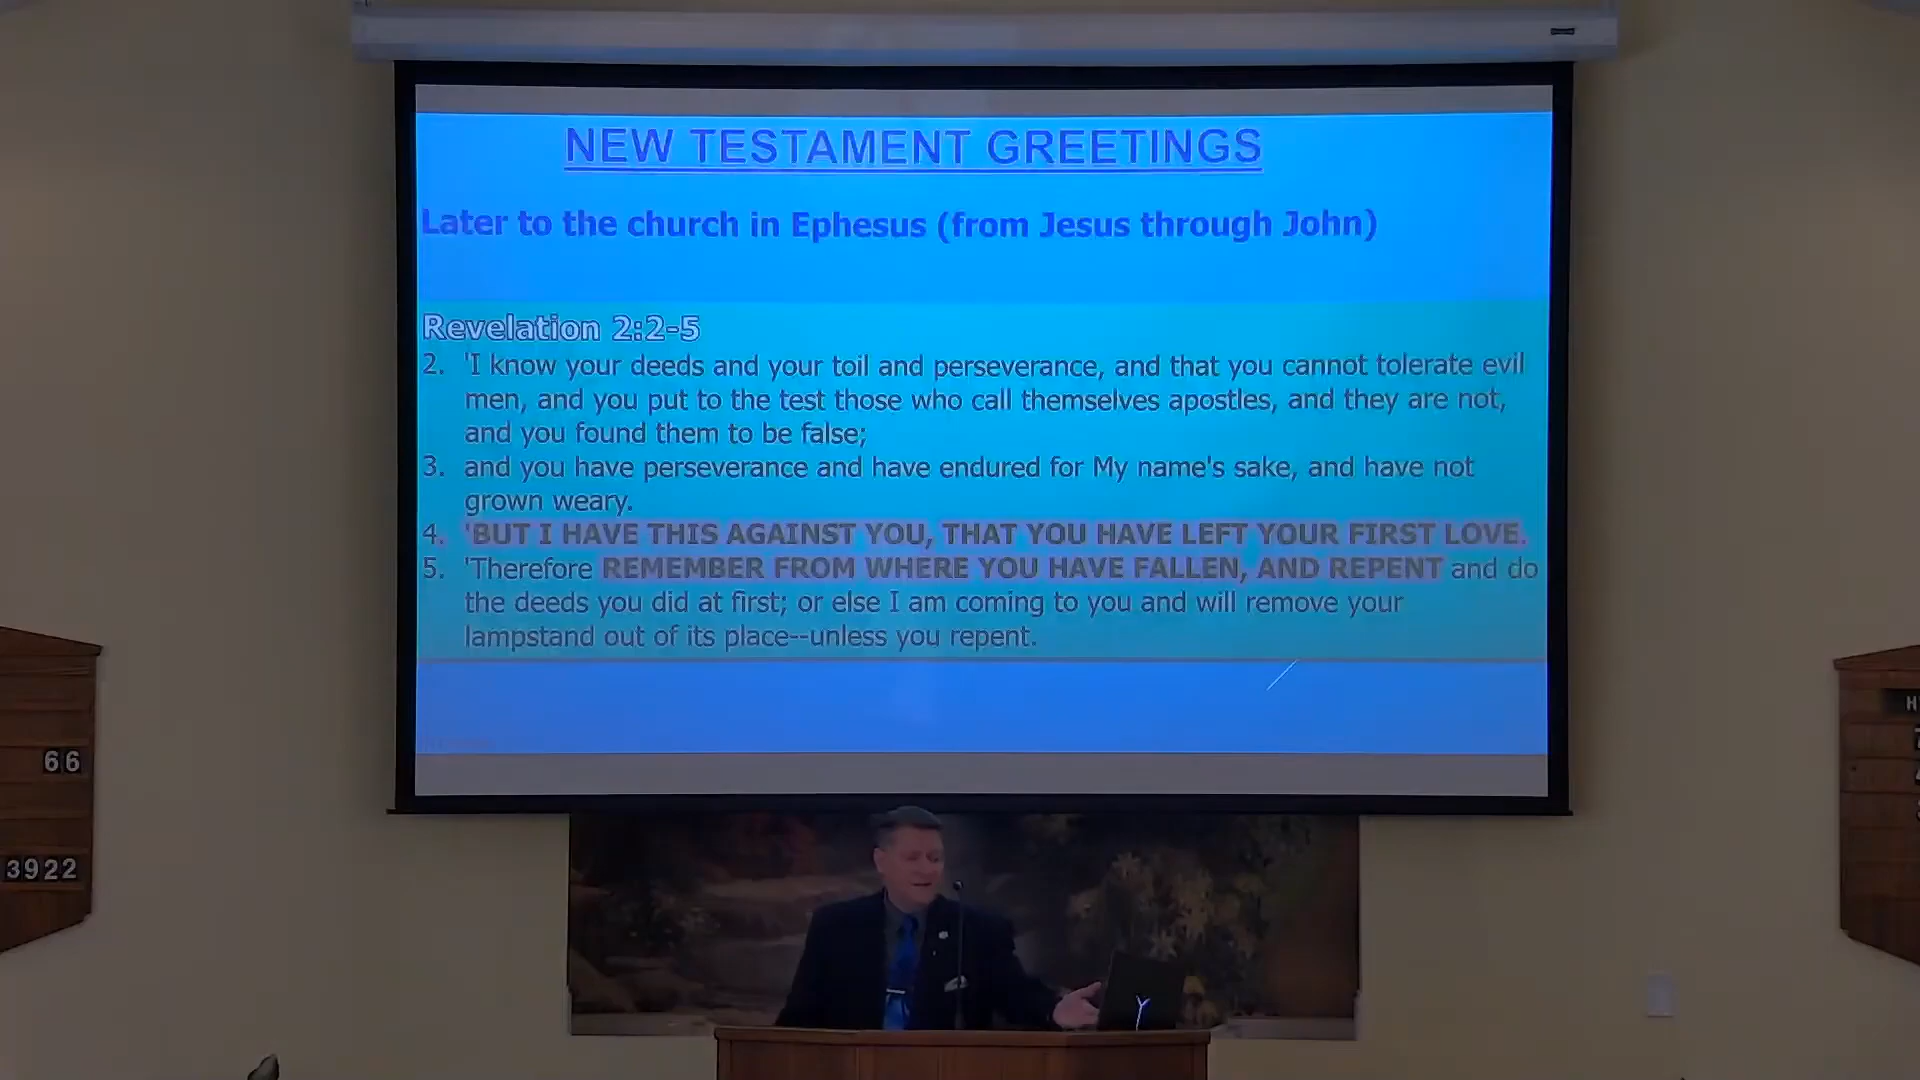 NEW TESTAMENT GREETINGS
Later to the church in Ephesus (from Jesus through John)
Revelation 2:2-5
2. 'I know your deeds and your toil and perseverance, and that you cannot tolerate evil
men, and you put to the test those who call themselves apostles, and they are not,
and you found them to be false;
3. and you have perseverance and have endured for My name's sake, and have not
grown weary.
4. 'BUT I HAVE THIS AGAINST YOU, THAT YOU HAVE LEFT YOUR FIRST LOVE.
5. 'Therefore REMEMBER FROM WHERE YOU HAVE FALLEN, AND REPENT and do
the deeds you did at first; or else I am coming to you and will remove your
lampstand out of its place--unless you repent.
66
3922
H